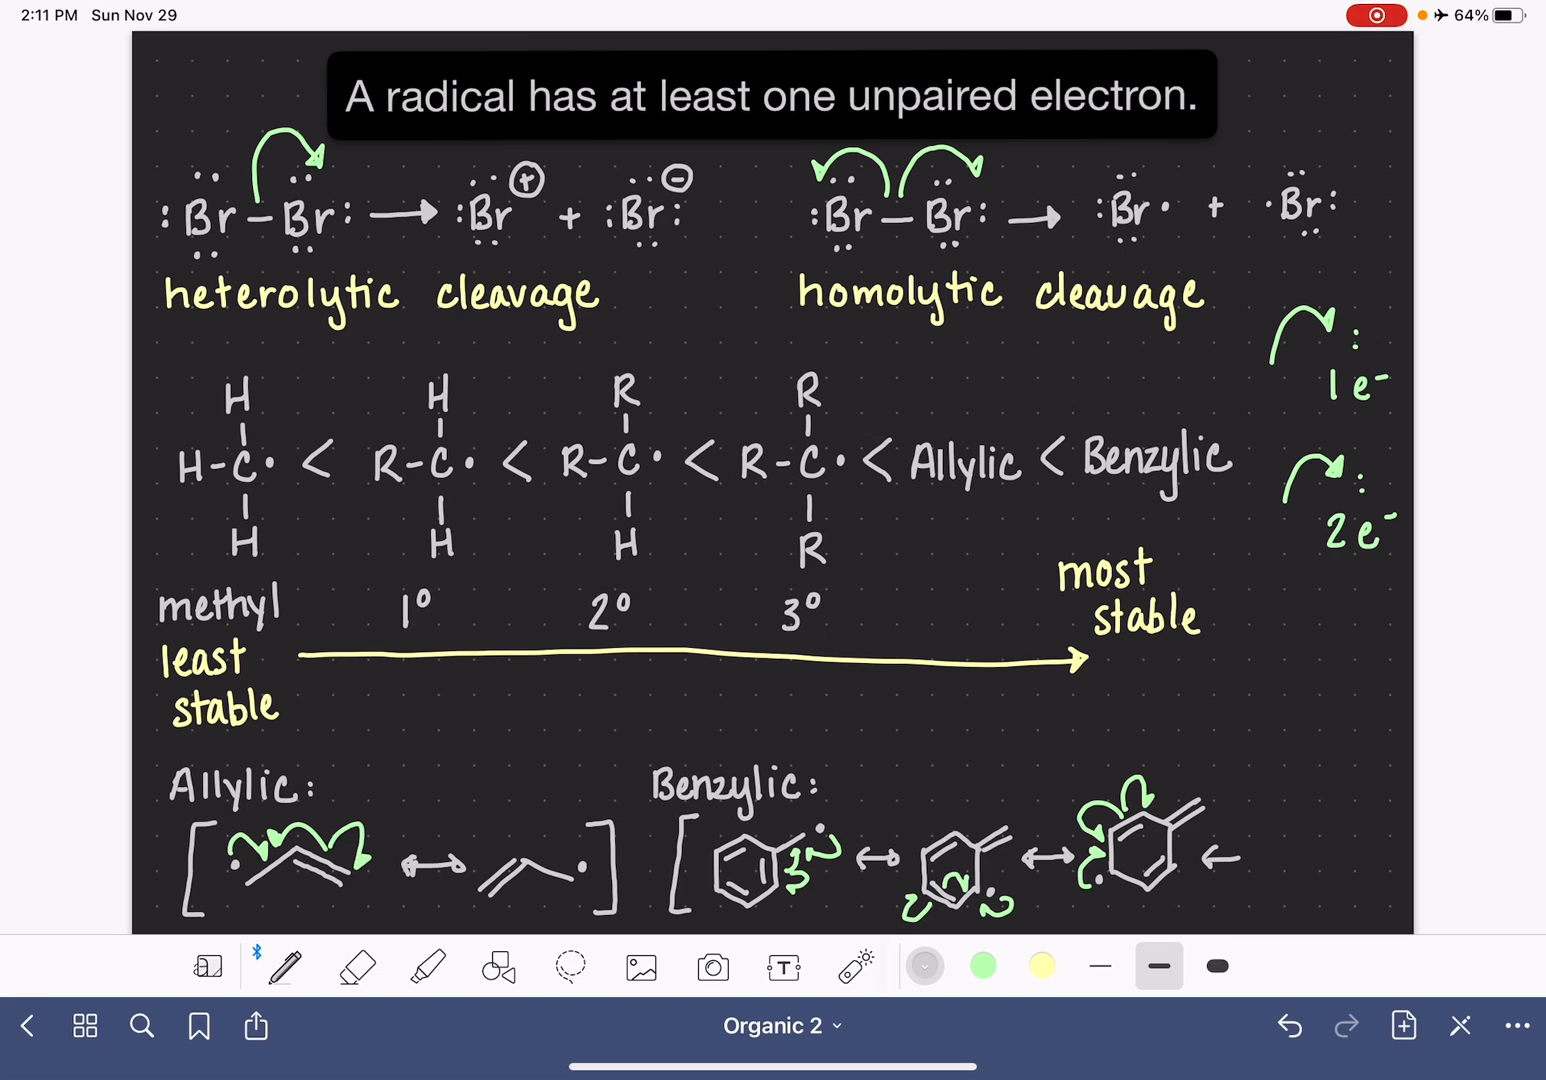 2:11 PM Sun Nov 29
64%
A radical has at least one unpaired electron.
:Br–Br: → :Br⊕ + :Br:⊖
:Br–Br: → :Br· + ·Br:
heterolytic cleavage
homolytic cleavage
1 e⁻
H H R R
H-C· < R-C· < R-C· < R-C· < Allylic < Benzylic
H H H R
2 e⁻
methyl 1° 2° 3°
most
stable
least
stable
Allylic:
Benzylic:
T
Organic 2